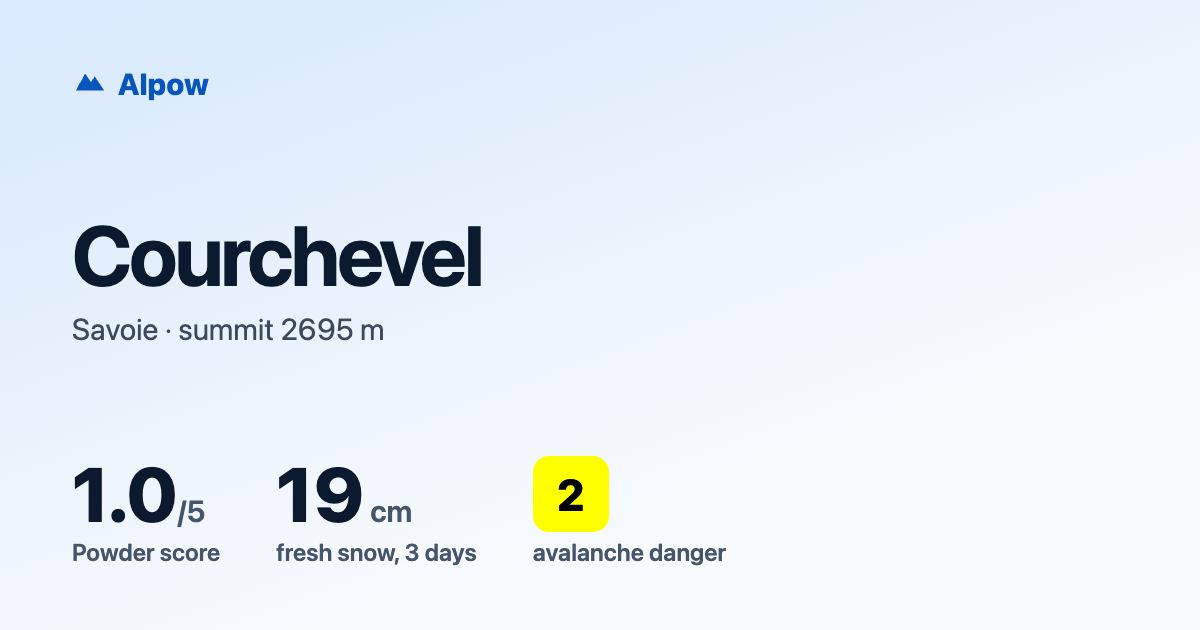 Alpow
Courchevel
Savoie · summit 2695 m
1.0/5
Powder score
19 cm
fresh snow, 3 days
2
avalanche danger